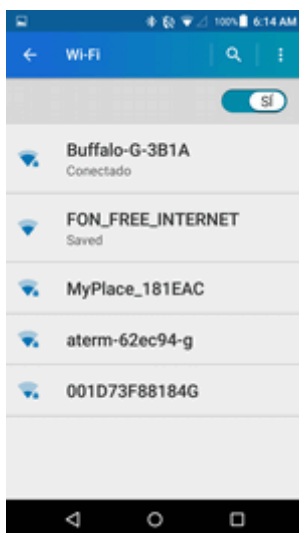 100% 6:14 AM
Wi-Fi
SÍ
Buffalo-G-3B1A
Conectado
FON_FREE_INTERNET
Saved
MyPlace_181EAC
aterm-62ec94-g
001D73F88184G